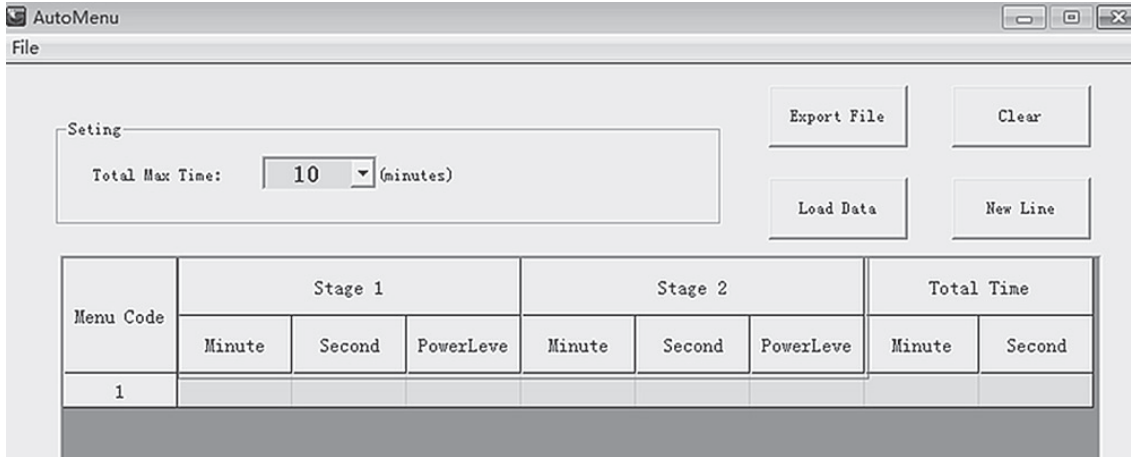 AutoMenu
File
Export File
Clear
Seting
Total Max Time: 10 (minutes)
Load Data
New Line
Menu Code
Stage 1
Stage 2
Total Time
Minute Second PowerLeve Minute Second PowerLeve Minute Second
1